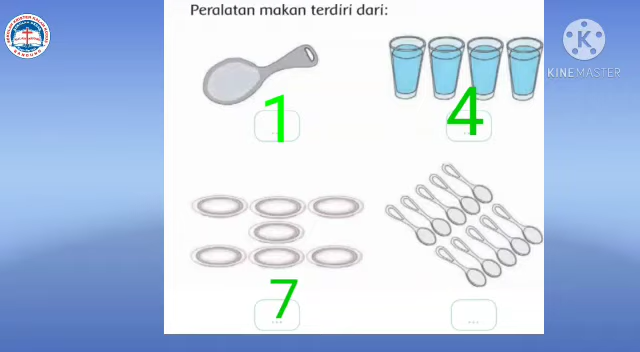 Peralatan makan terdiri dari:
K
KINEMASTER
1
4
...
7
...
...